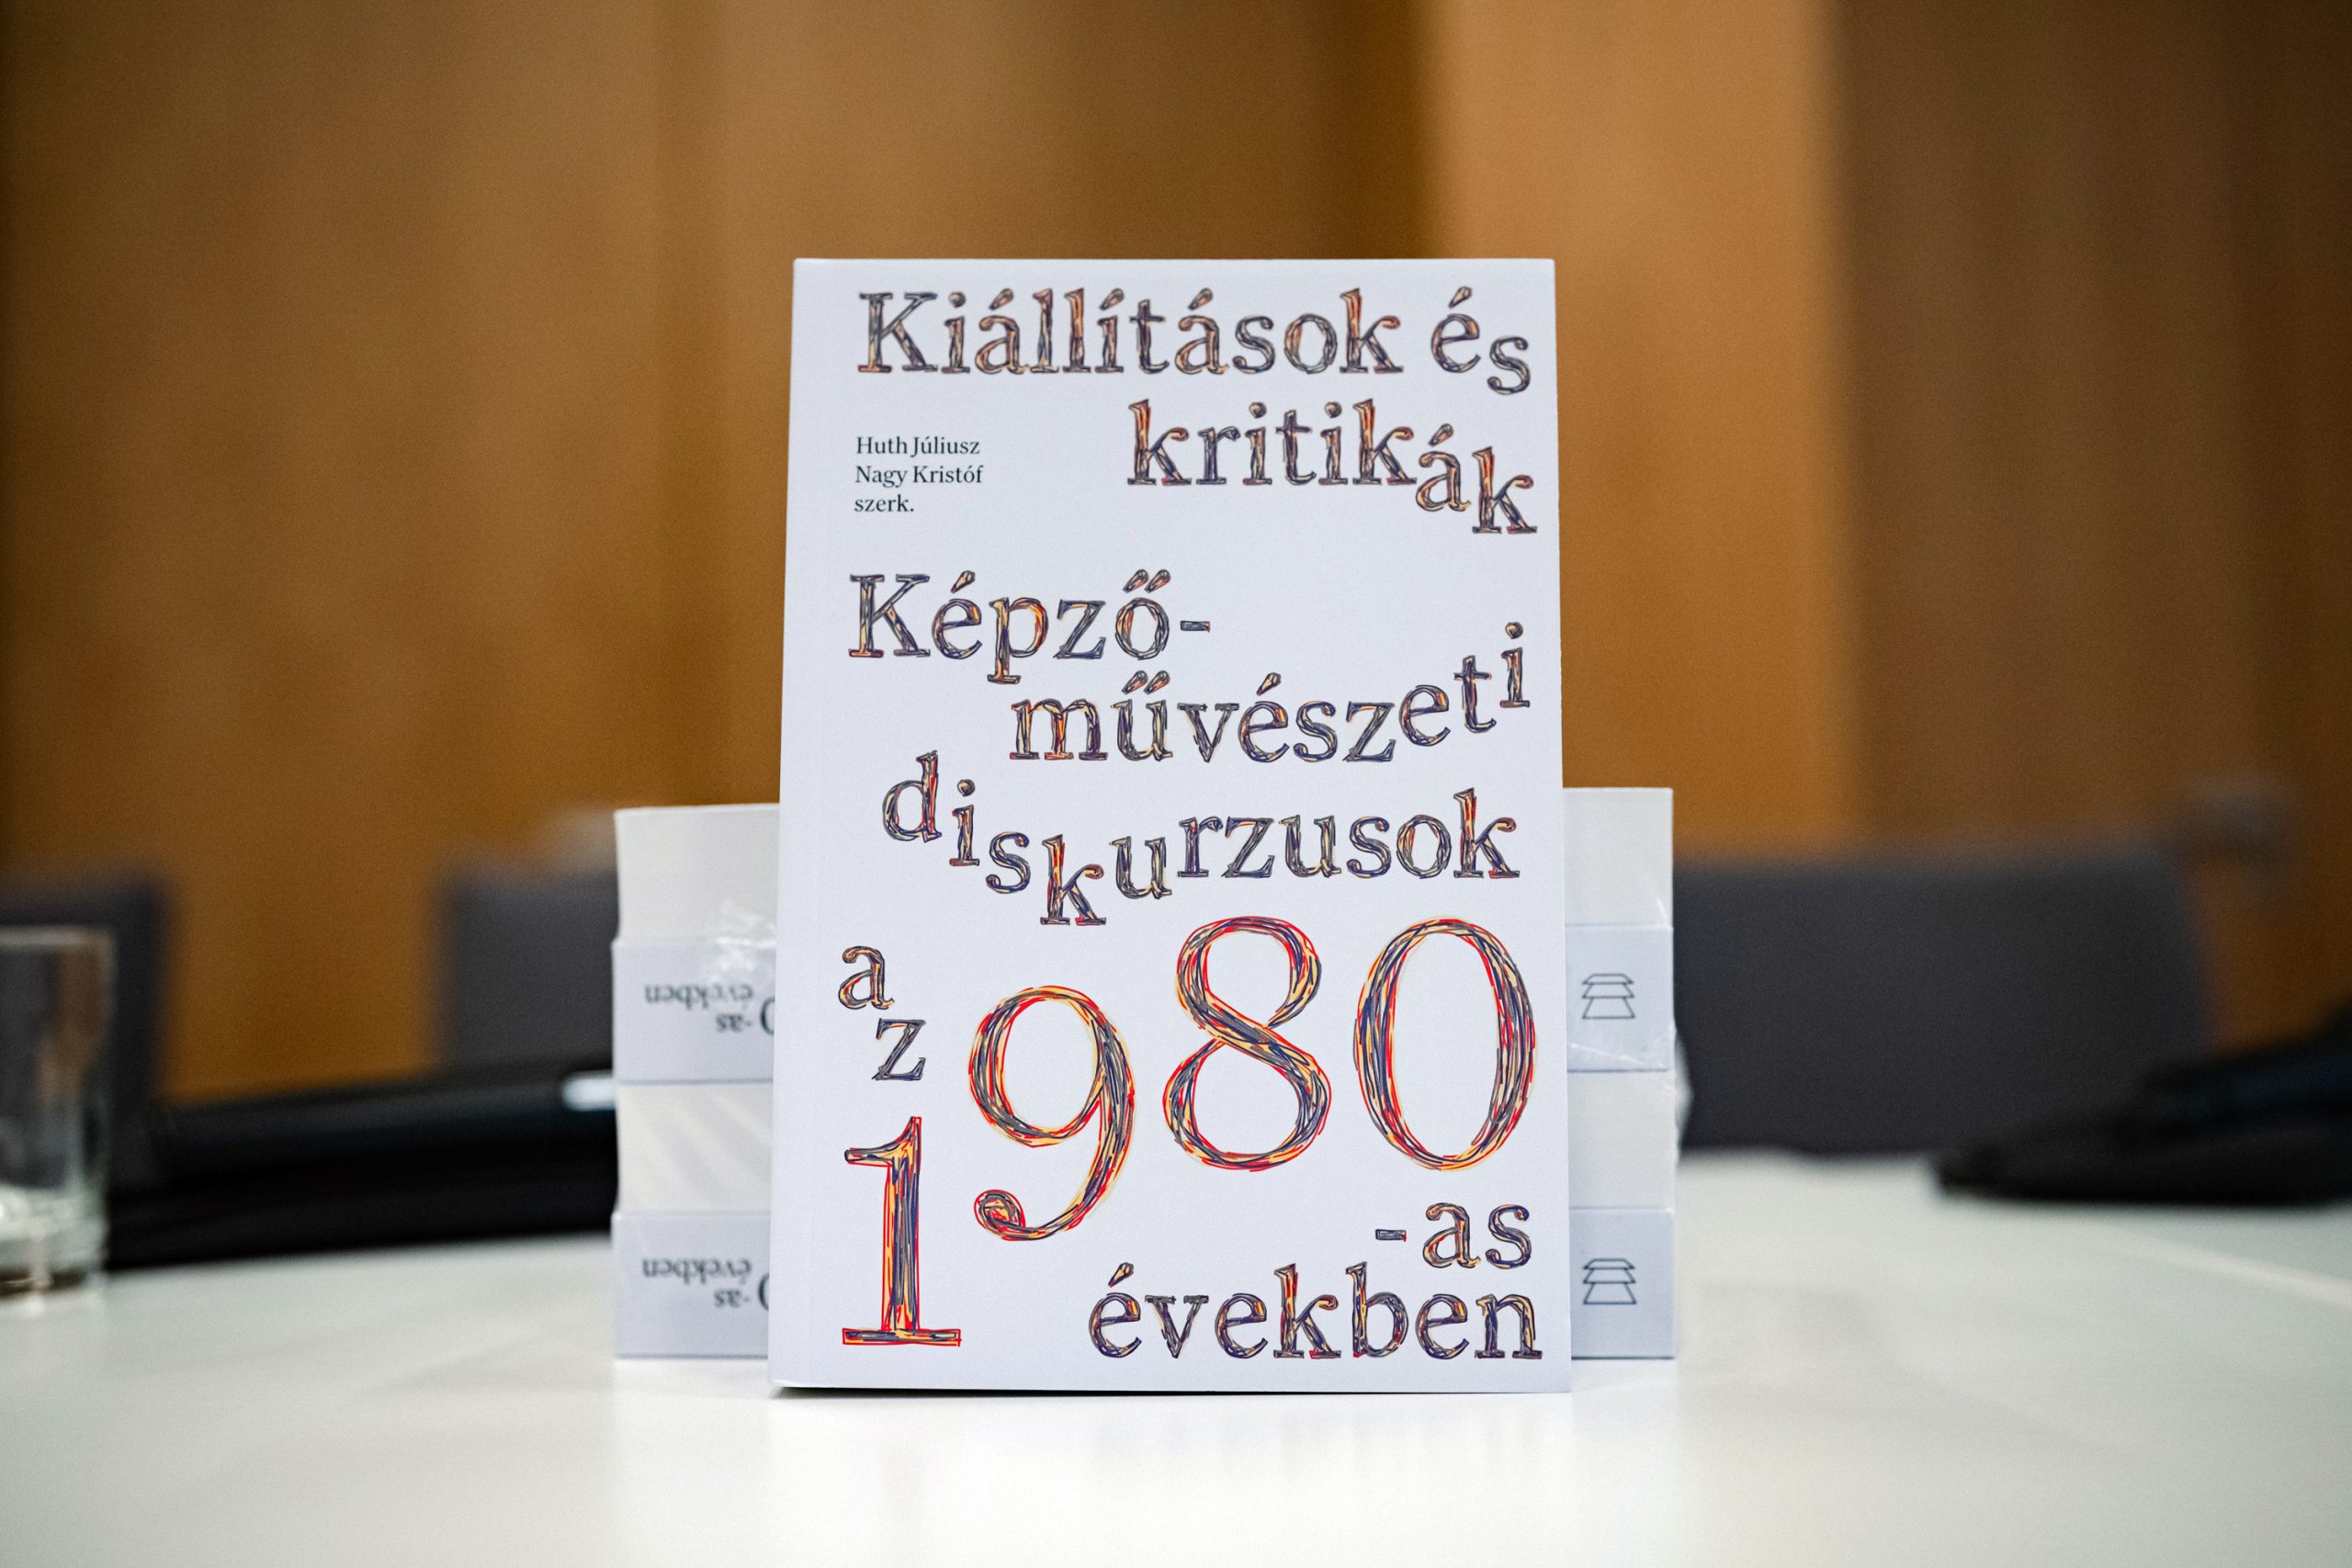 Kiállítások és
kritikák
Huth Júliusz
Nagy Kristóf
szerk.
Képző-
művészeti
diskurzusok
az
1980
-as
években
-as
években
-as
években